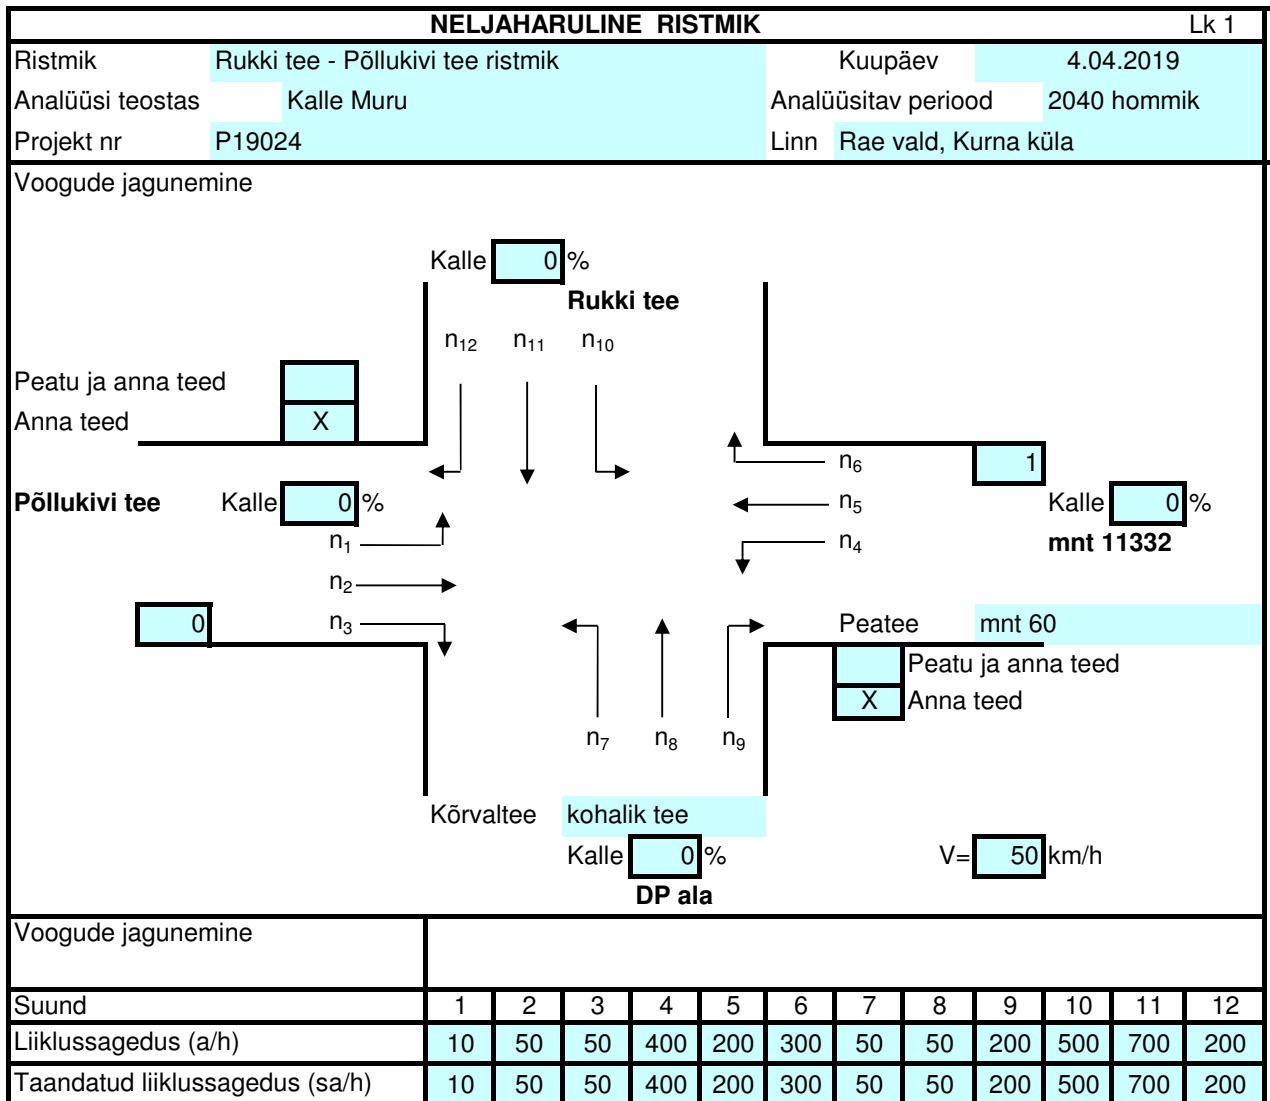 NELJAHARULINE RISTMIK Lk 1
Ristmik Rukki tee - Põllukivi tee ristmik Kuupäev 4.04.2019
Analüüsi teostas Kalle Muru Analüüsitav periood 2040 hommik
Projekt nr P19024 Linn Rae vald, Kurna küla
Voogude jagunemine
Kalle 0 %
Rukki tee
n12 n11 n10
Peatu ja anna teed
Anna teed X
n6 1
Põllukivi tee Kalle 0 % n5 Kalle 0 %
n1 n4 mnt 11332
n2
0 n3 Peatee mnt 60
Peatu ja anna teed
X Anna teed
n7 n8 n9
Kõrvaltee kohalik tee
Kalle 0 % V= 50 km/h
DP ala
Voogude jagunemine
Suund 1 2 3 4 5 6 7 8 9 10 11 12
Liiklussagedus (a/h) 10 50 50 400 200 300 50 50 200 500 700 200
Taandatud liiklussagedus (sa/h) 10 50 50 400 200 300 50 50 200 500 700 200